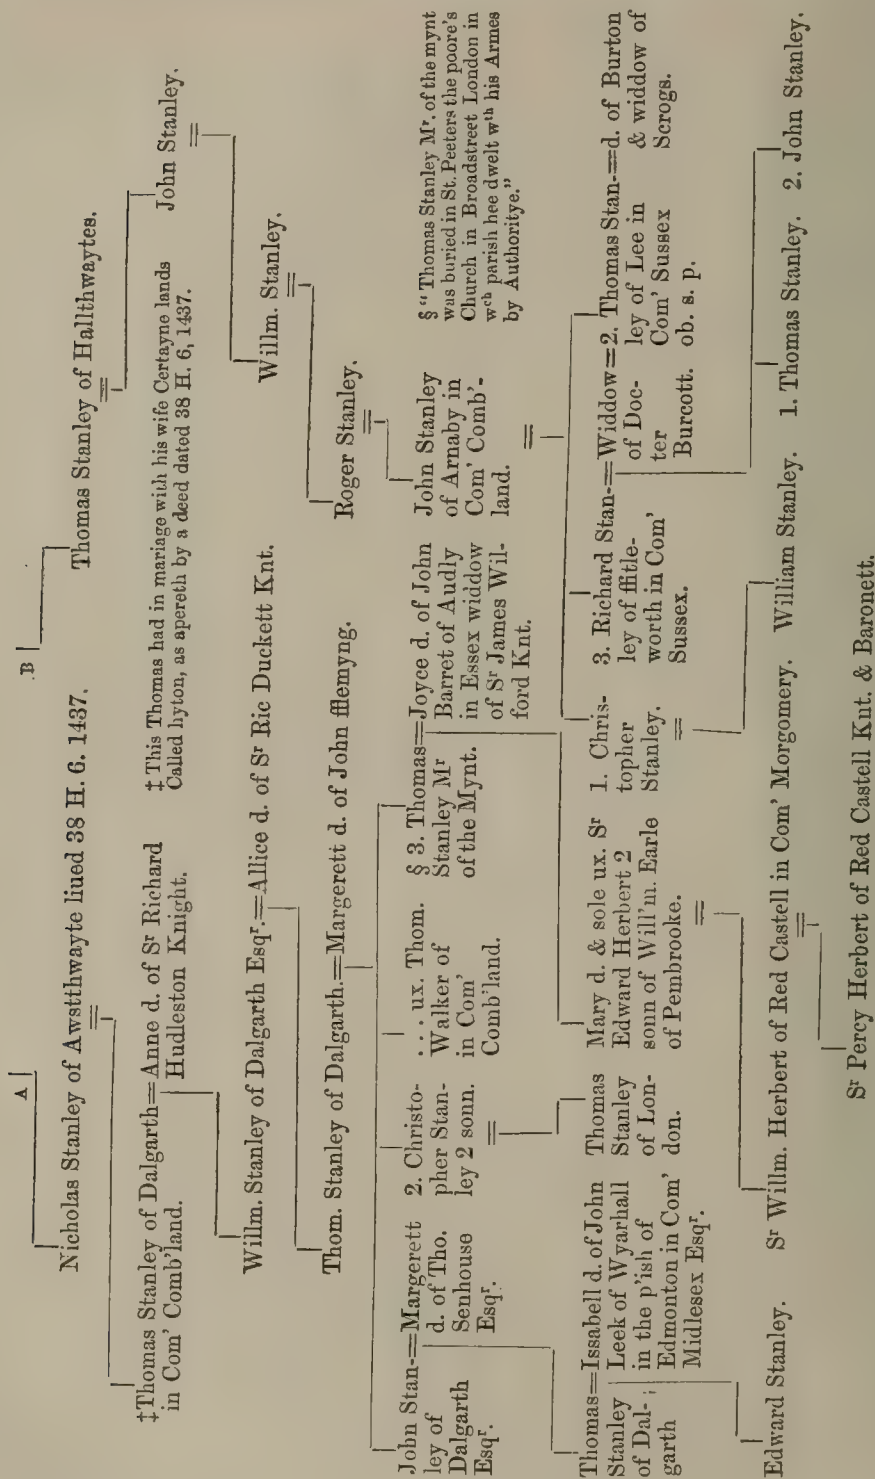 A
B
Nicholas Stanley of Awstthwayte liued 38 H. 6. 1437.
Thomas Stanley of Hallthwaytes.
‡Thomas Stanley of Dalgarth=Anne d. of Sr Richard
in Com' Comb'land.
Hudleston Knight.
‡ This Thomas had in mariage with his wife Certayne lands
Called hyton, as apereth by a deed dated 38 H. 6, 1437.
John Stanley.
Willm. Stanley of Dalgarth Esqr.=Allice d. of Sr Ric Duckett Knt.
Willm. Stanley.
Thom. Stanley of Dalgarth.=Margerett d. of John fflemyng.
Roger Stanley.
John Stan-=Margerett
ley of
d. of Tho.
Dalgarth
Senhouse
Esqr.
Esqr.
2. Christo-
pher Stan-
ley 2 sonn.
... ux. Thom.
Walker of
in Com'
Comb'land.
§ 3. Thomas=Joyce d. of John
Stanley Mr
Barret of Audly
of the Mynt.
in Essex widdow
of Sr James Wil-
ford Knt.
John Stanley
of Arnaby in
Com' Comb'-
land.
§ "Thomas Stanley Mr. of the mynt
was buried in St. Peeters the poore's
Church in Broadstreet London in
wch parish hee dwelt wth his Armes
by Authoritye."
Thomas=Issabell d. of John
Stanley
Leek of Wyarhall
of Dal-
in the p'ish of
garth
Edmonton in Com'
Midlesex Esqr.
Thomas
Stanley
of Lon-
don.
Mary d. & sole ux. Sr
Edward Herbert 2
sonn of Will'm. Earle
of Pembrooke.
1. Chris-
topher
Stanley.
3. Richard Stan-=Widdow=2. Thomas Stan-=d. of Burton
ley of ffitle-
of Doc-
ley of Lee in
& widdow of
worth in Com'
ter
Com' Sussex
Scrogs.
Sussex.
Burcott.
ob. s. p.
Edward Stanley.
Sr Willm. Herbert of Red Castell in Com' Morgomery.
William Stanley.
1. Thomas Stanley.
2. John Stanley.
Sr Percy Herbert of Red Castell Knt. & Baronett.